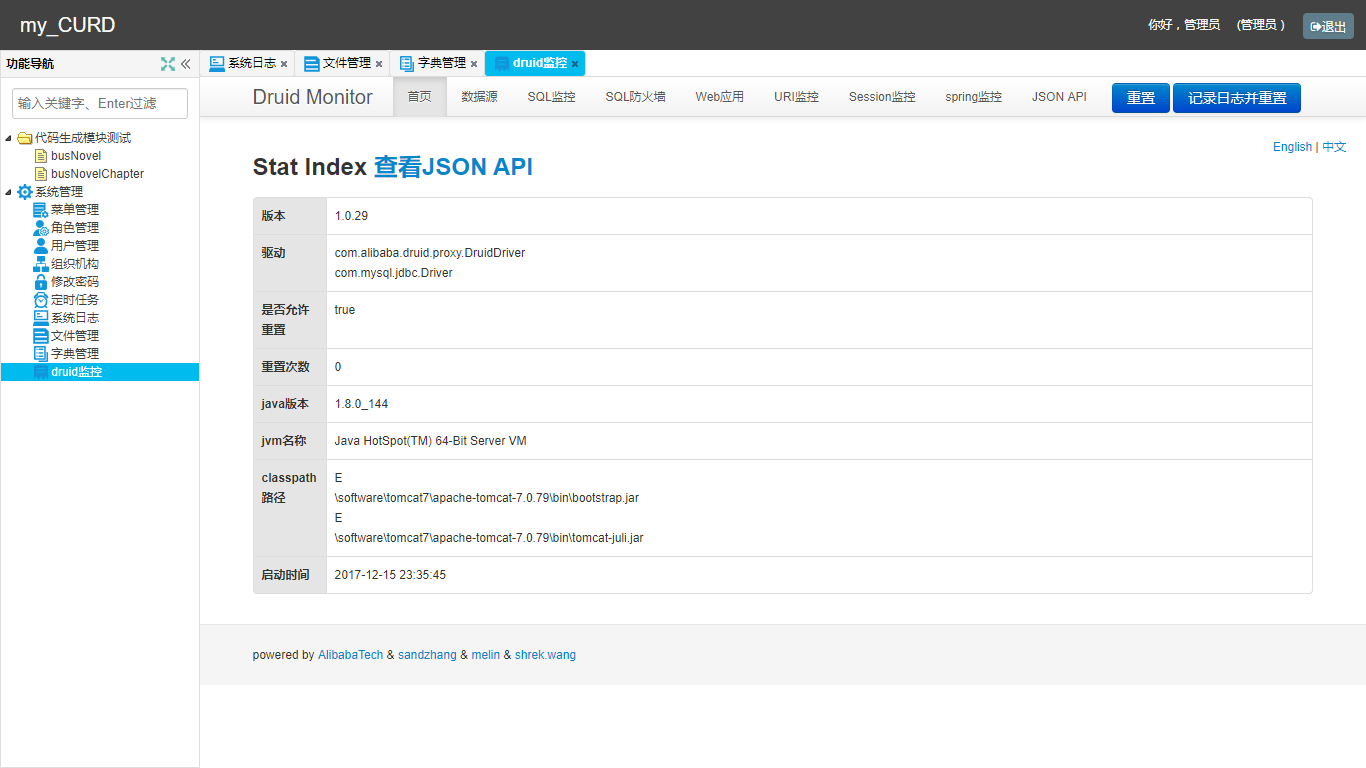 my_CURD
你好，管理员 （管理员） 退出
功能导航
输入关键字、Enter过滤
代码生成模块测试
busNovel
busNovelChapter
系统管理
菜单管理
角色管理
用户管理
组织机构
修改密码
定时任务
系统日志
文件管理
字典管理
druid监控
系统日志 × 文件管理 × 字典管理 × druid监控 ×
Druid Monitor 首页 数据源 SQL监控 SQL防火墙 Web应用 URI监控 Session监控 spring监控 JSON API 重置 记录日志并重置
English | 中文
Stat Index 查看JSON API
版本 1.0.29
驱动 com.alibaba.druid.proxy.DruidDriver
com.mysql.jdbc.Driver
是否允许 true
重置
重置次数 0
java版本 1.8.0_144
jvm名称 Java HotSpot(TM) 64-Bit Server VM
classpath E
路径 \software\tomcat7\apache-tomcat-7.0.79\bin\bootstrap.jar
E
\software\tomcat7\apache-tomcat-7.0.79\bin\tomcat-juli.jar
启动时间 2017-12-15 23:35:45
powered by AlibabaTech & sandzhang & melin & shrek.wang